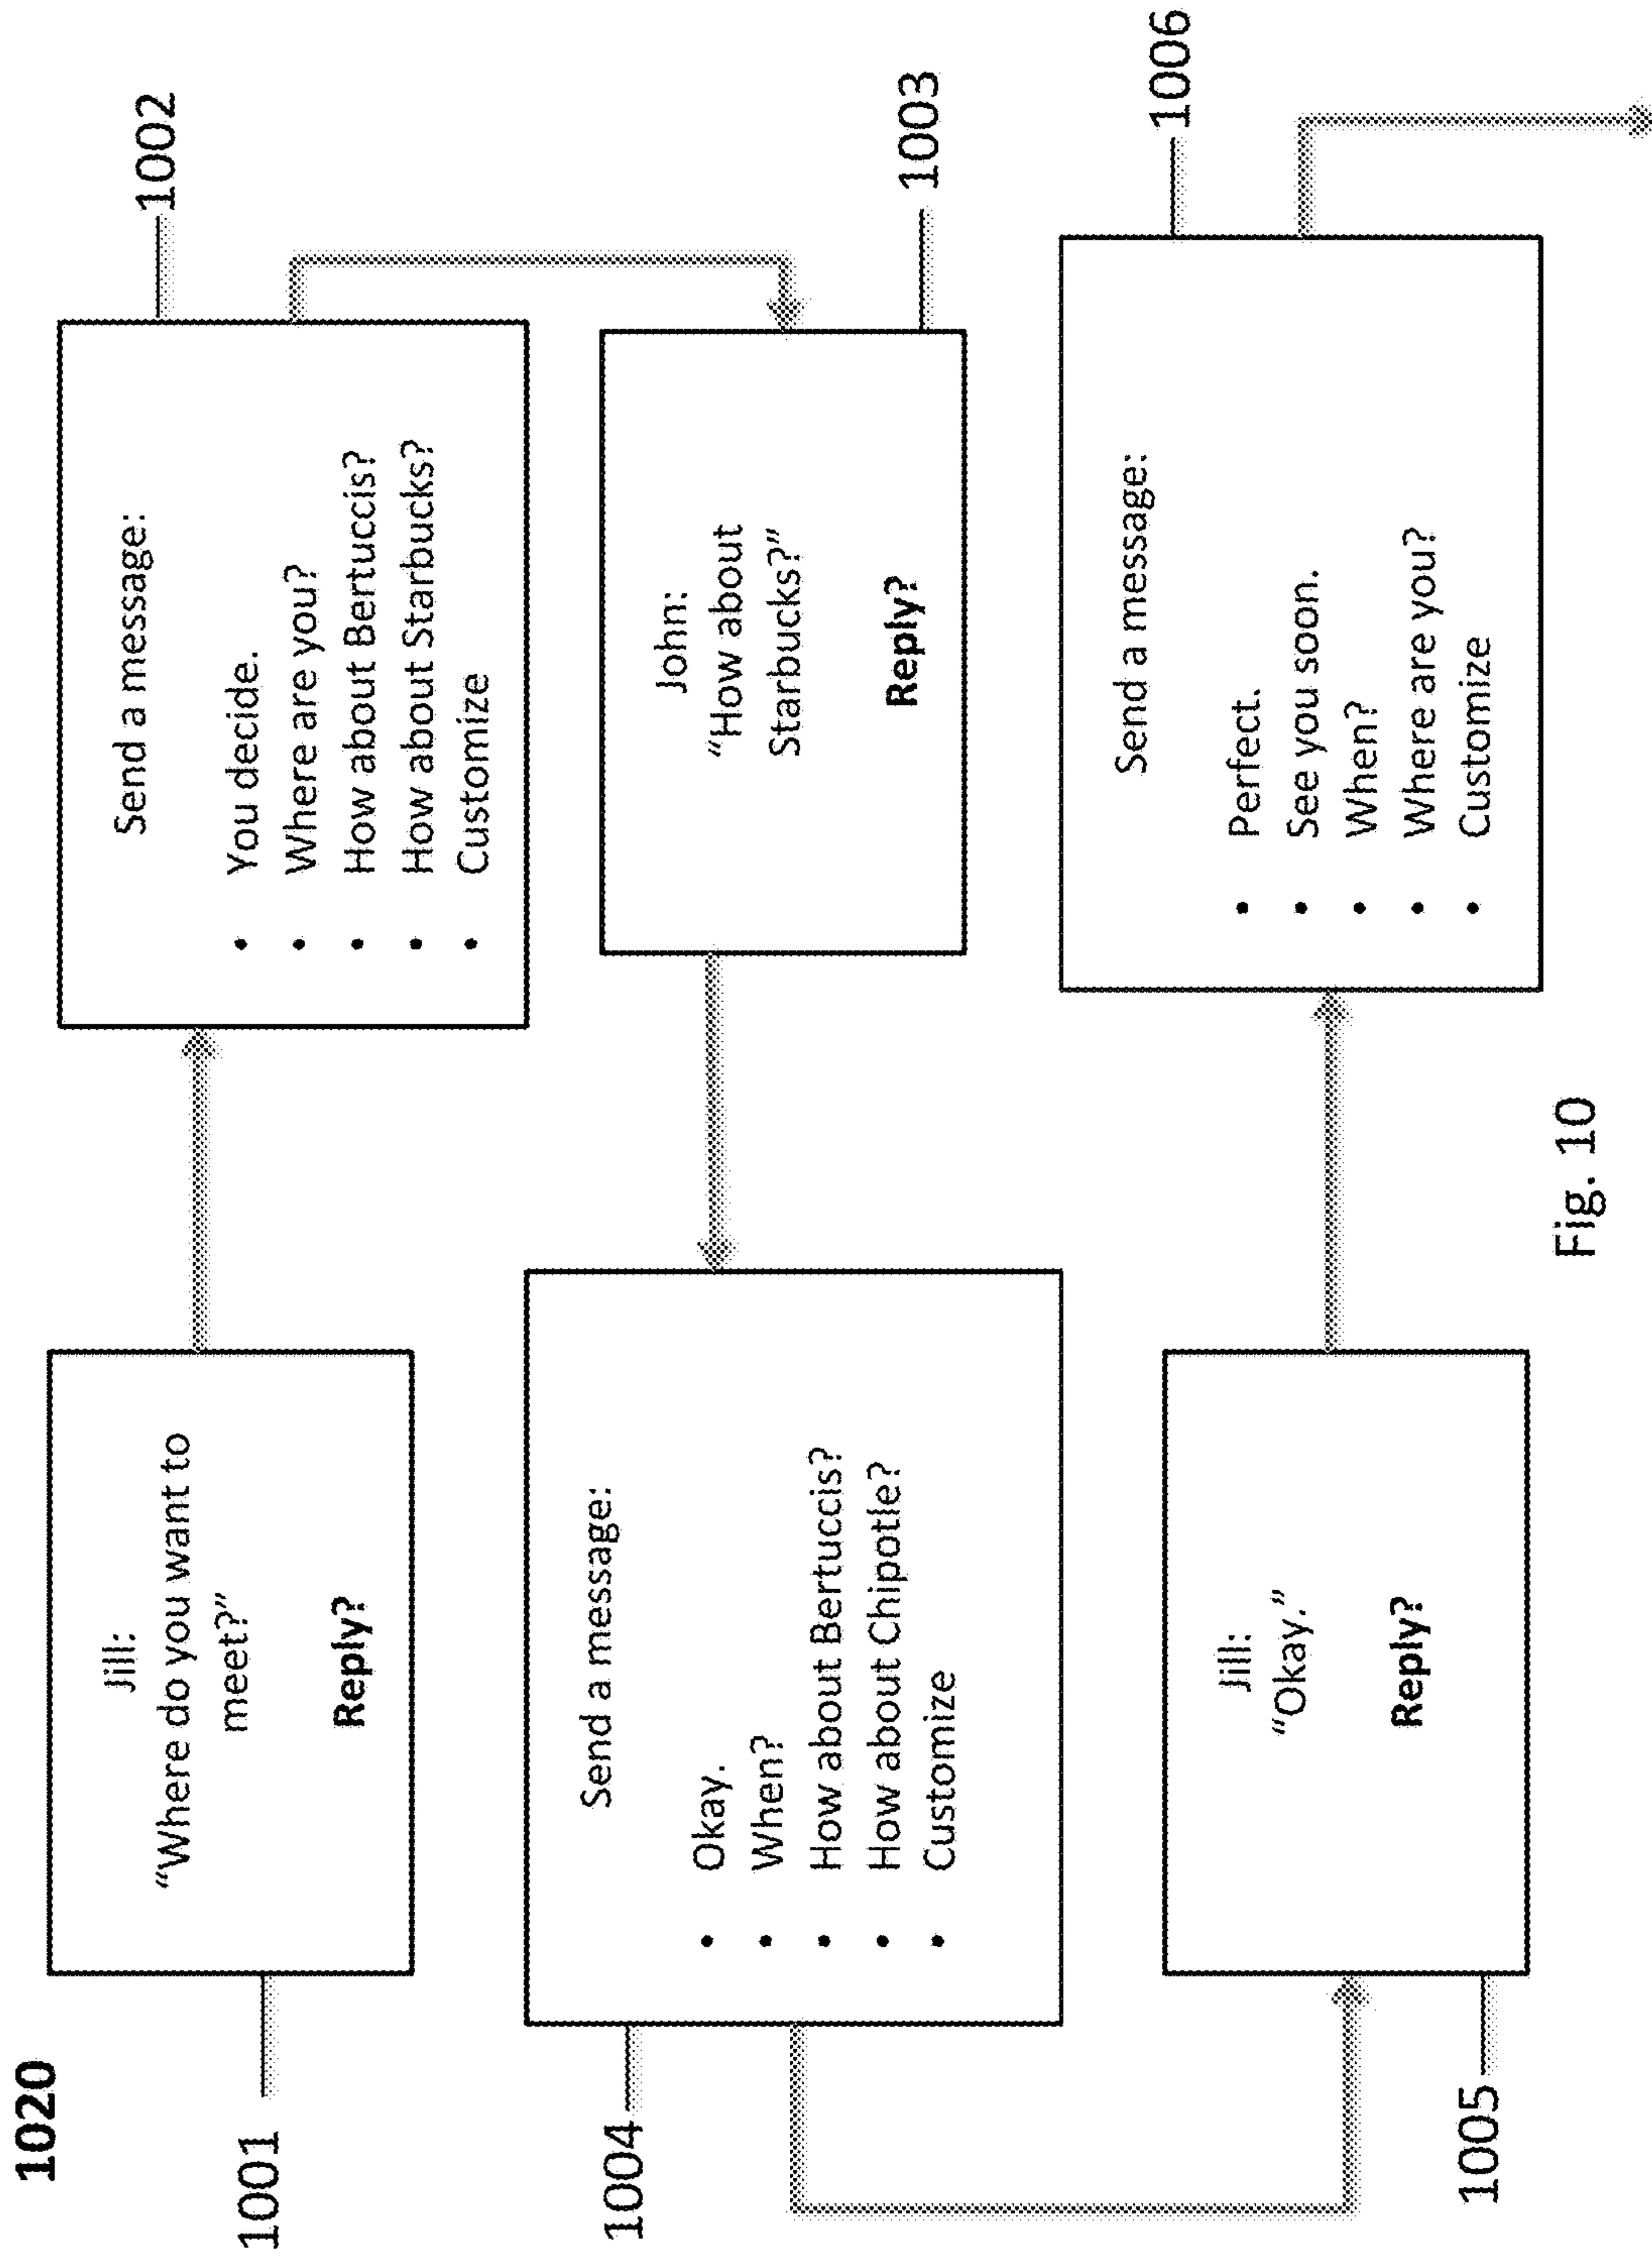 1020
1001
Jill:
“Where do you want to
meet?”
Reply?
1002
Send a message:
• You decide.
• Where are you?
• How about Bertuccis?
• How about Starbucks?
• Customize
1003
John:
“How about
Starbucks?”
Reply?
1004
Send a message:
• Okay.
• When?
• How about Bertuccis?
• How about Chipotle?
• Customize
1005
Jill:
“Okay.”
Reply?
1006
Send a message:
• Perfect.
• See you soon.
• When?
• Where are you?
• Customize
Fig. 10